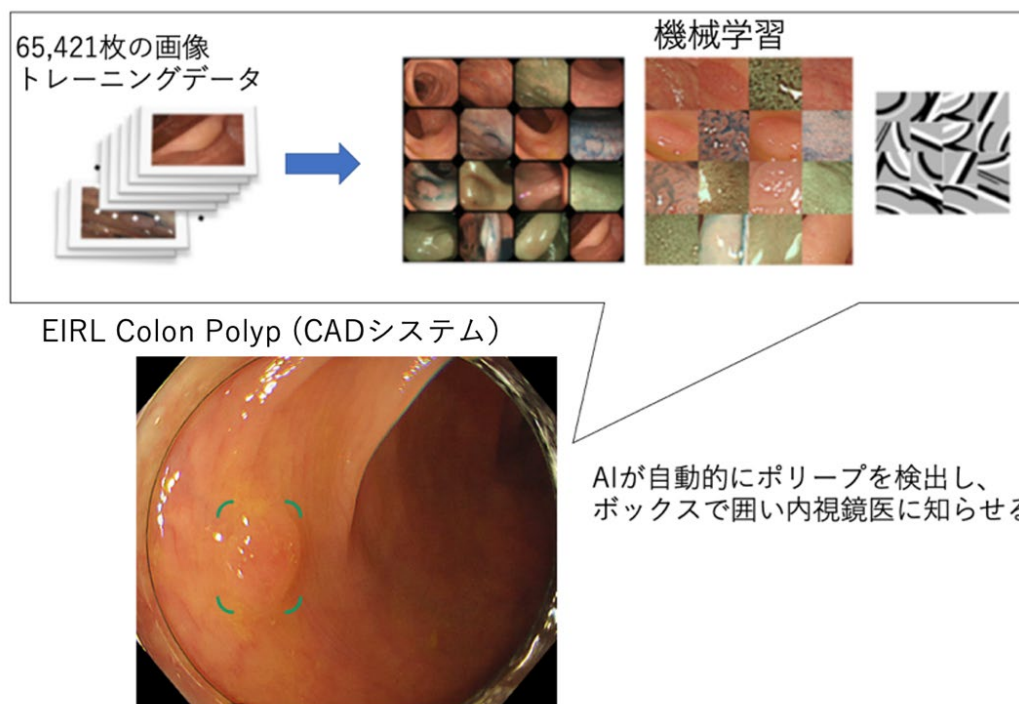 65,421枚の画像
トレーニングデータ
機械学習
EIRL Colon Polyp (CADシステム)
AIが自動的にポリープを検出し、
ボックスで囲い内視鏡医に知らせる